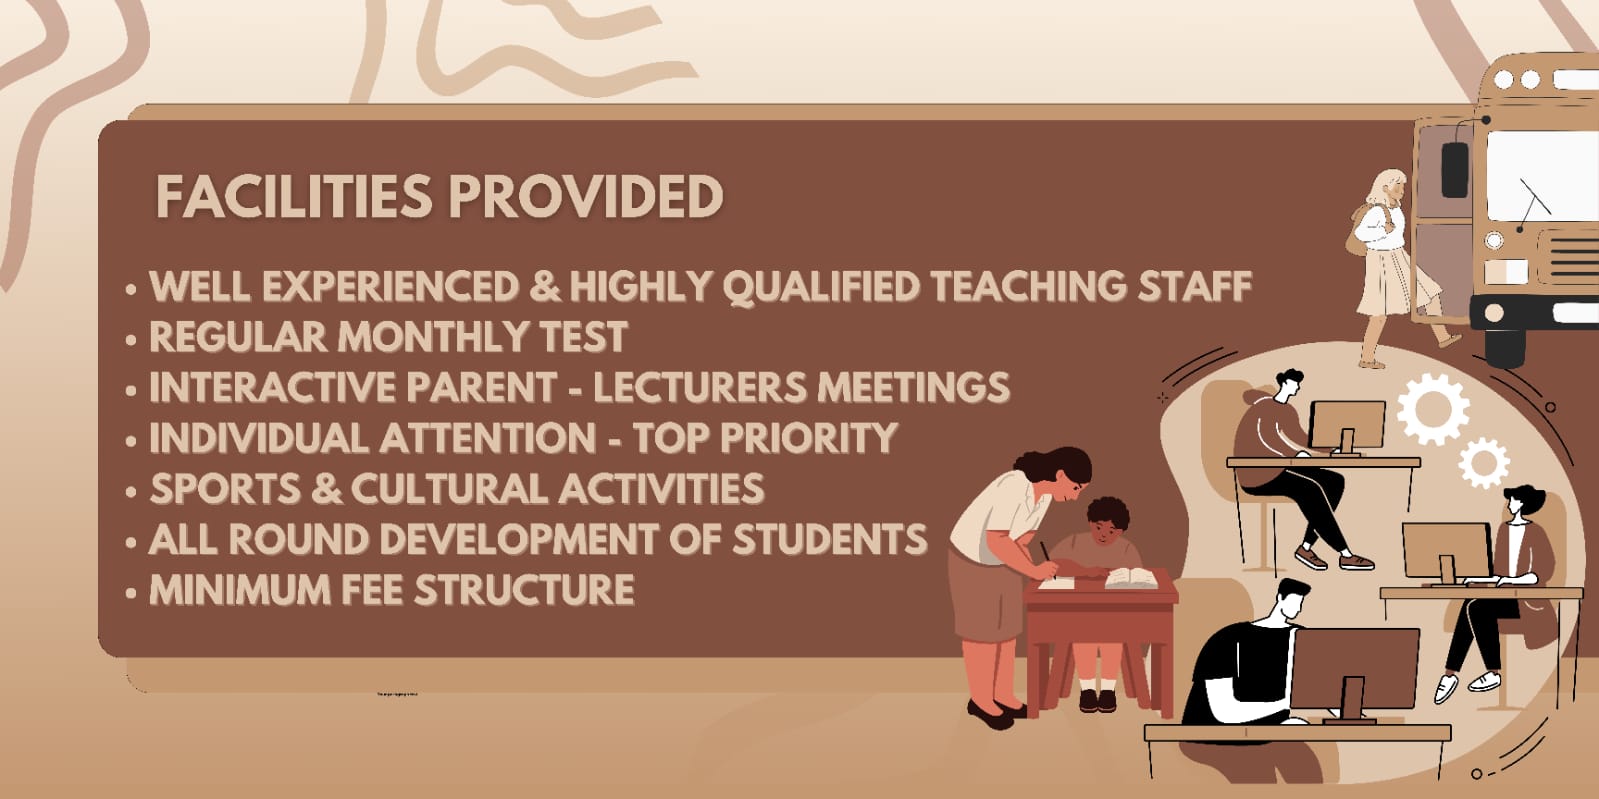 FACILITIES PROVIDED
• WELL EXPERIENCED & HIGHLY QUALIFIED TEACHING STAFF
• REGULAR MONTHLY TEST
• INTERACTIVE PARENT - LECTURERS MEETINGS
• INDIVIDUAL ATTENTION - TOP PRIORITY
• SPORTS & CULTURAL ACTIVITIES
• ALL ROUND DEVELOPMENT OF STUDENTS
• MINIMUM FEE STRUCTURE